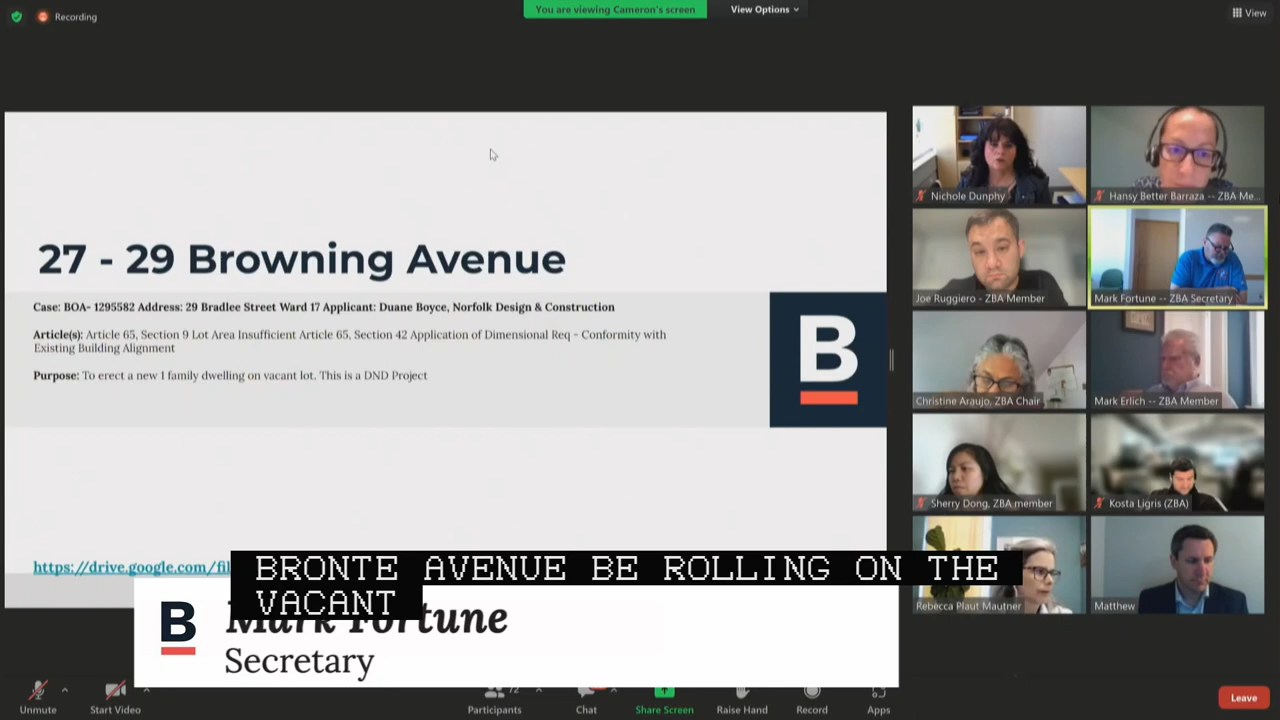 Recording
You are viewing Cameron's screen
View Options
View
27 - 29 Browning Avenue
Case: BOA- 1295582 Address: 29 Bradlee Street Ward 17 Applicant: Duane Boyce, Norfolk Design & Construction
Article(s): Article 65, Section 9 Lot Area Insufficient Article 65, Section 42 Application of Dimensional Req - Conformity with
Existing Building Alignment
Purpose: To erect a new 1 family dwelling on vacant lot. This is a DND Project
B
https://drive.google.com/fil
Nichole Dunphy
Hansy Better Barraza -- ZBA Me...
Joe Ruggiero - ZBA Member
Mark Fortune -- ZBA Secretary
Christine Araujo, ZBA Chair
Mark Erlich -- ZBA Member
Sherry Dong, ZBA member
Kosta Ligris (ZBA)
Rebecca Plaut Mautner
Matthew
BRONTE AVENUE BE ROLLING ON THE
VACANT
B
Mark Fortune
Secretary
Unmute
Start Video
72
Participants
Chat
Share Screen
Raise Hand
Record
Apps
Leave